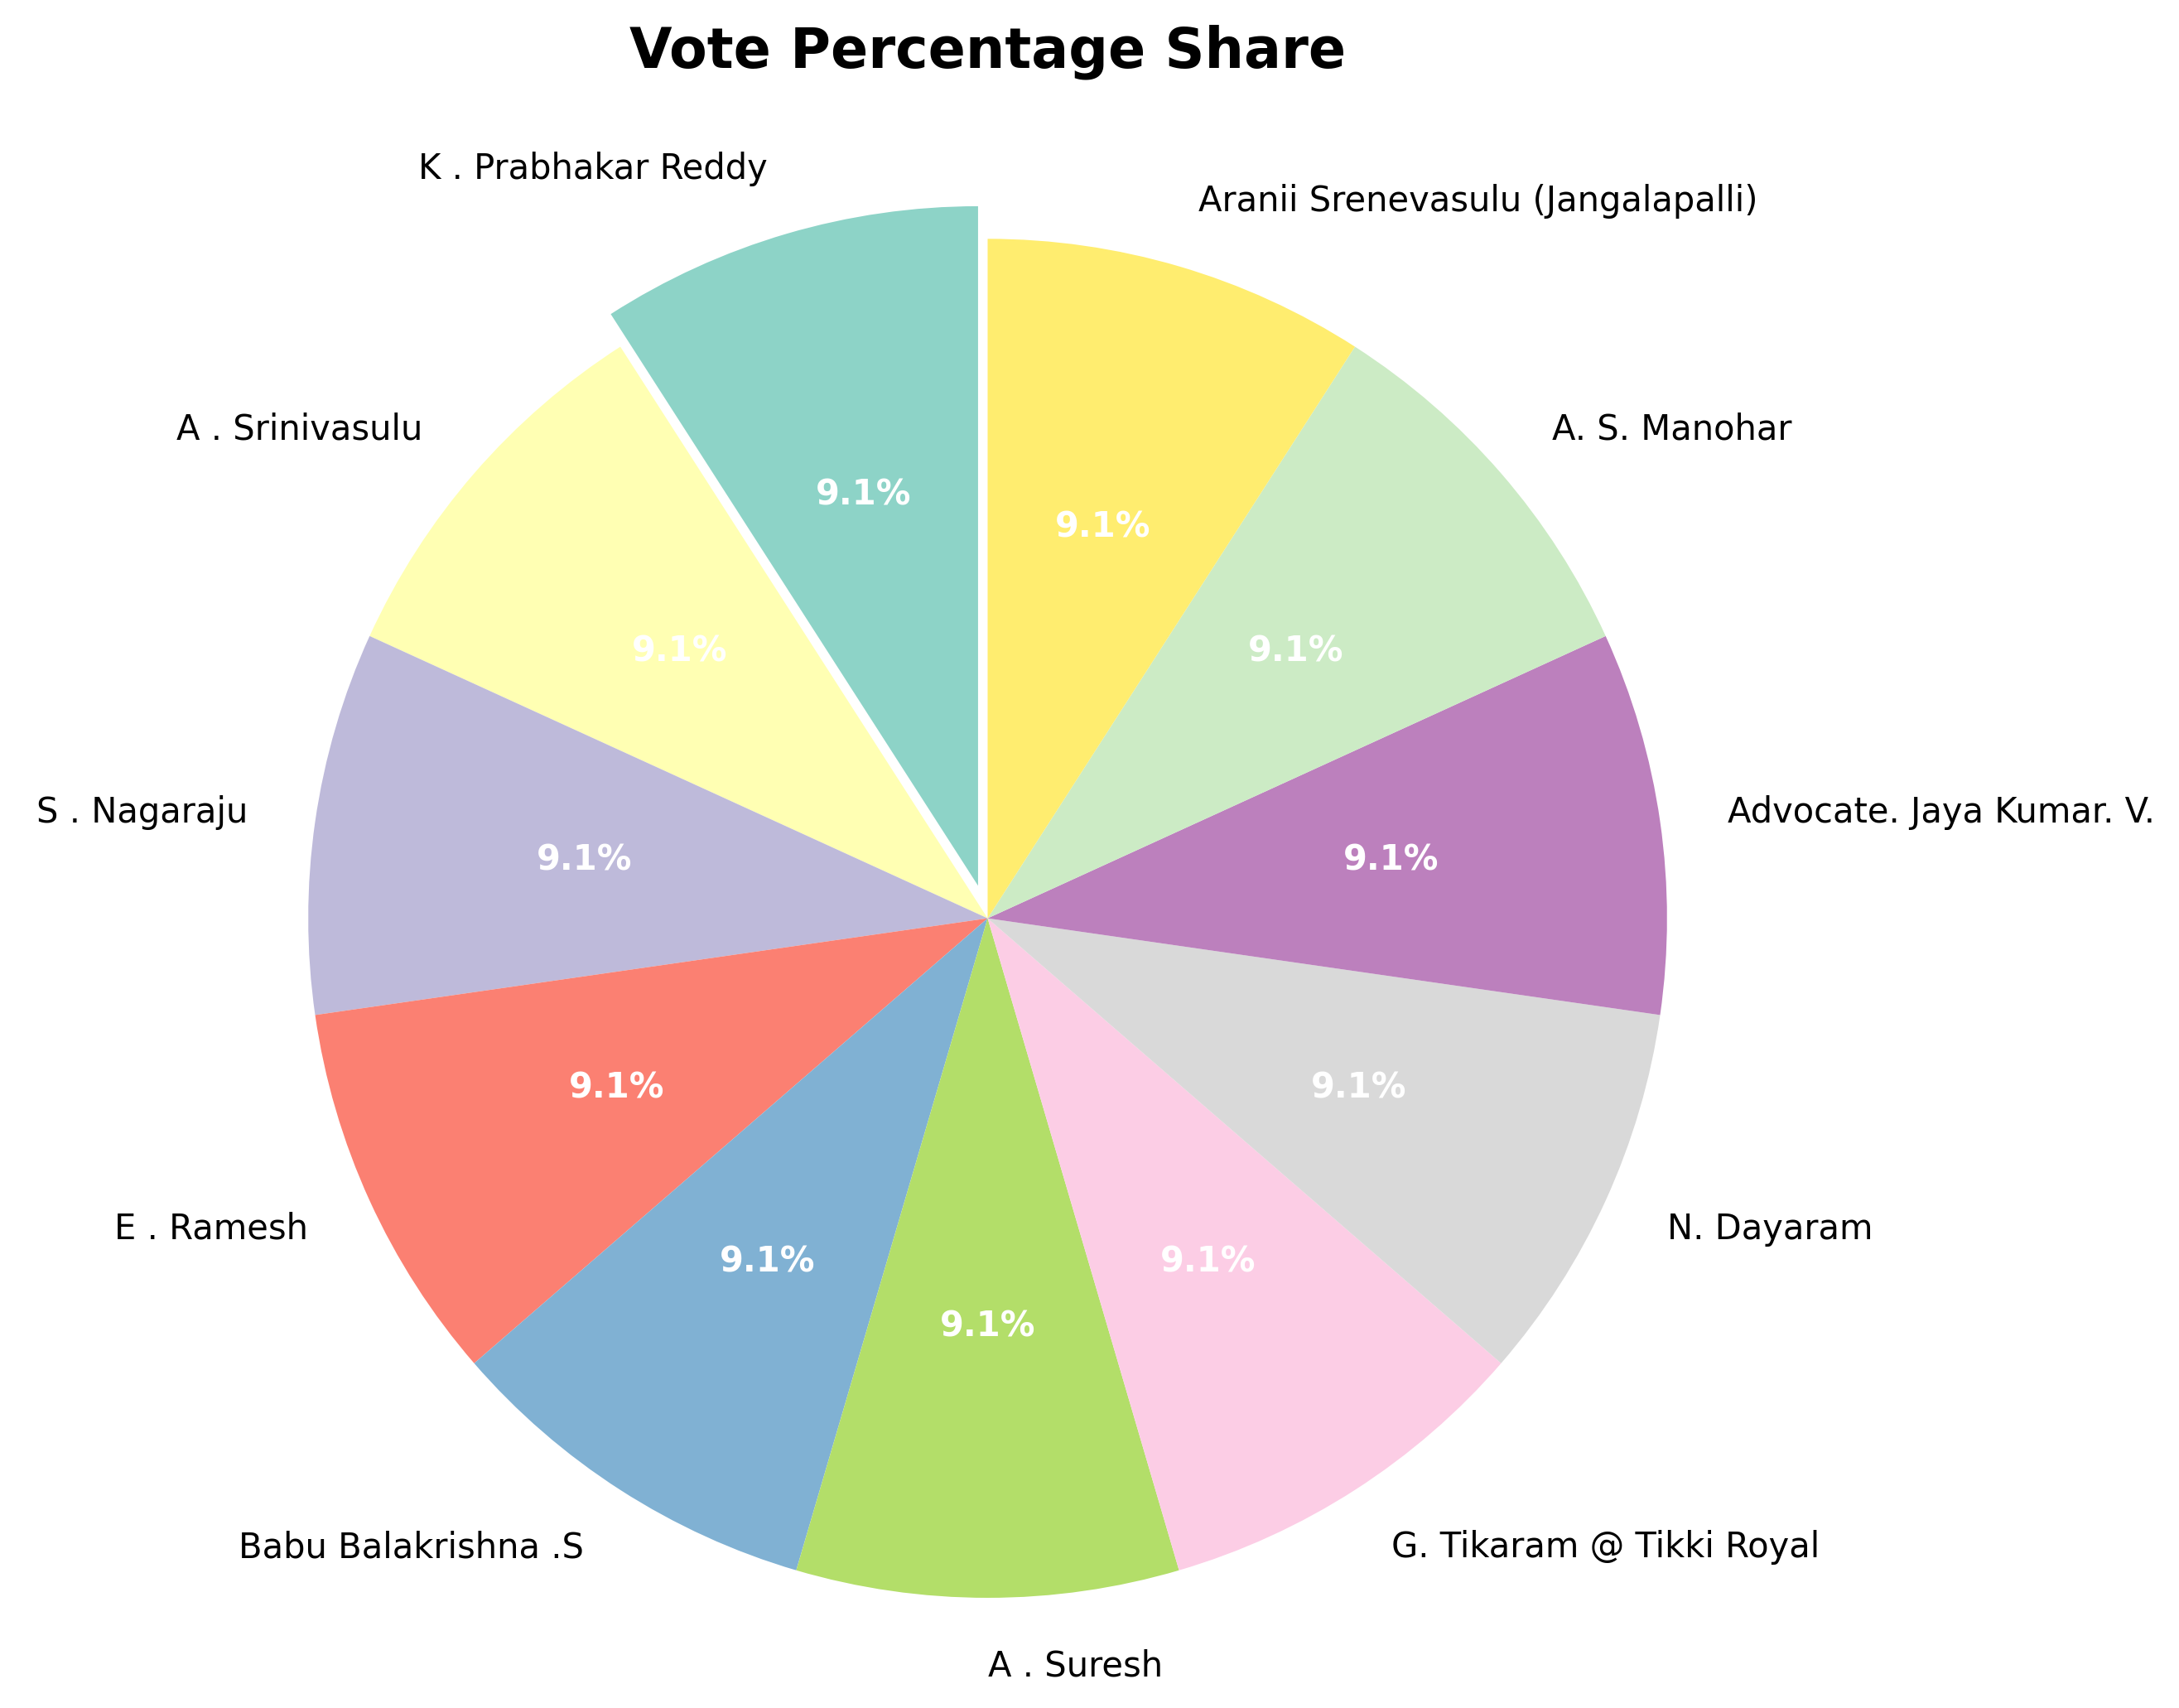 Vote Percentage Share
K . Prabhakar Reddy
Aranii Srenevasulu (Jangalapalli)
A . Srinivasulu
A. S. Manohar
9.1%
9.1%
9.1%
9.1%
S . Nagaraju
Advocate. Jaya Kumar. V.
9.1%
9.1%
9.1%
9.1%
E . Ramesh
N. Dayaram
9.1%
9.1%
9.1%
Babu Balakrishna .S
G. Tikaram @ Tikki Royal
A . Suresh